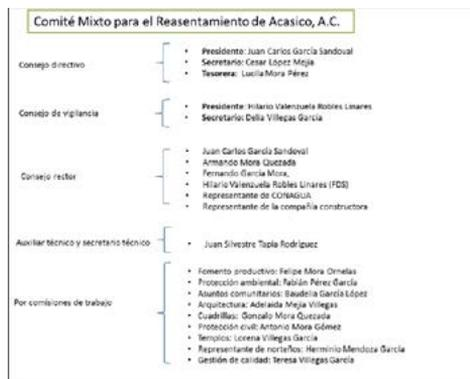 Comité Mixto para el Reasentamiento de Acasico, A.C.
Consejo directivo
• Presidente: Juan Carlos García Sandoval
• Secretario: Cesar López Mejía
• Tesorera: Lucila Mora Pérez
Consejo de vigilancia
• Presidente: Hilario Valenzuela Robles Linares
• Secretario: Delia Villegas García
Consejo rector
• Juan Carlos García Sandoval
• Armando Mora Quezada
• Fernando García Mora,
• Hilario Valenzuela Robles Linares (FDS)
• Representante de CONAGUA
• Representante de la compañía constructora
Auxiliar técnico y secretario técnico
• Juan Silvestre Tapia Rodríguez
Por comisiones de trabajo
• Fomento productivo: Felipe Mora Ornelas
• Protección ambiental: Fabián Pérez García
• Asuntos comunitarios: Baudelia García López
• Arquitectura: Adelaida Mejía Villegas
• Cuadrillas: Gonzalo Mora Quezada
• Protección civil: Antonio Mora Gómez
• Templos: Lorena Villegas García
• Representante de norteños: Herminio Mendoza García
• Gestión de calidad: Teresa Villegas García